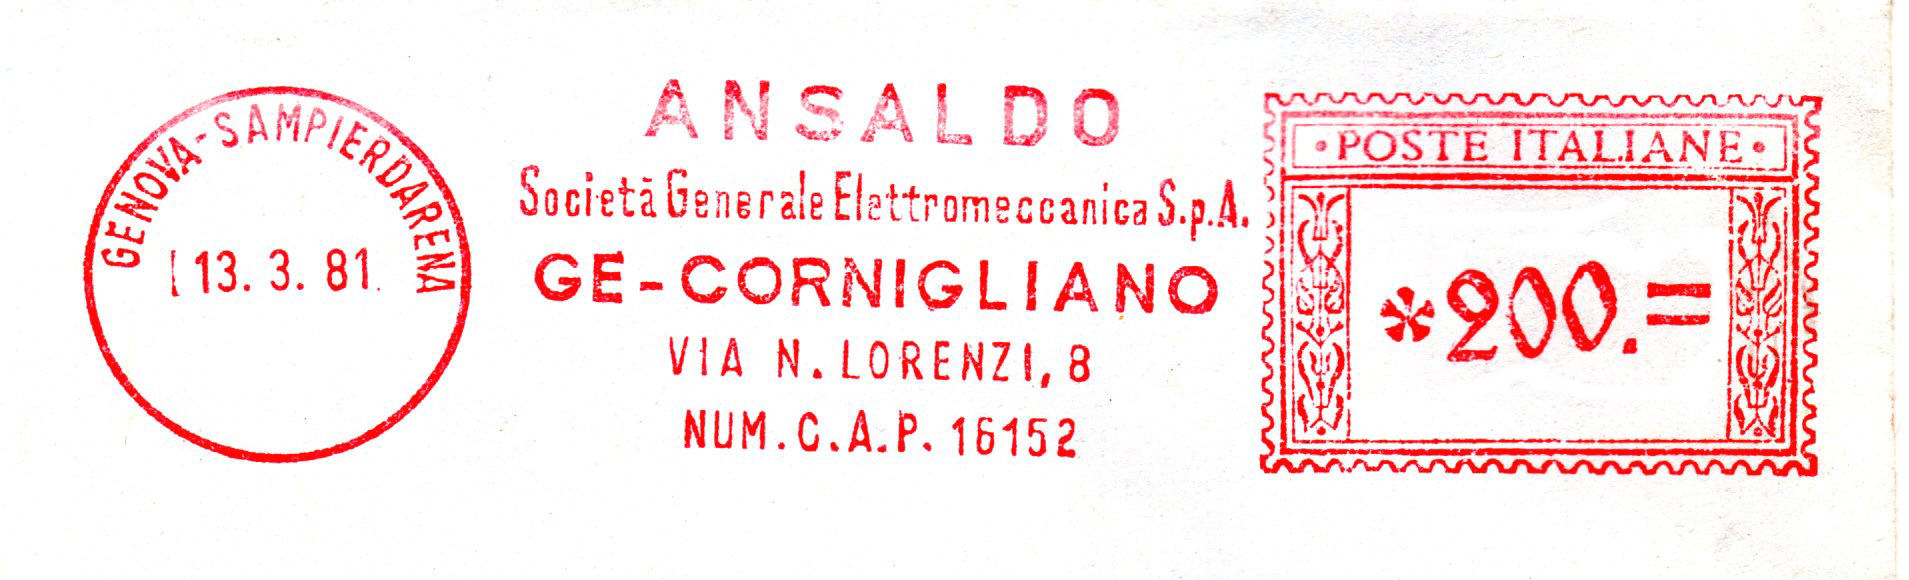 GENOVA-SAMPIERDARENA
13. 3. 81
ANSALDO
Società Generale Elettromeccanica S.p.A.
GE-CORNIGLIANO
VIA N. LORENZI, 8
NUM. C.A.P. 16152
·POSTE ITALIANE·
*200.=